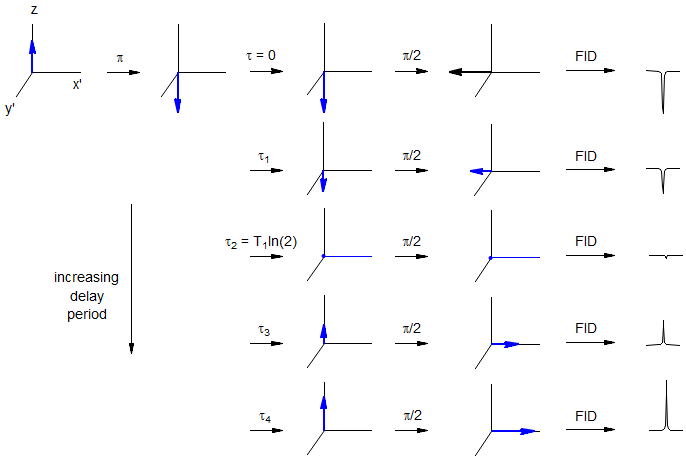 z
x'
y'
π
τ = 0
π/2
FID
τ₁
π/2
FID
τ₂ = T₁ln(2)
π/2
FID
increasing
delay
period
τ₃
π/2
FID
τ₄
π/2
FID